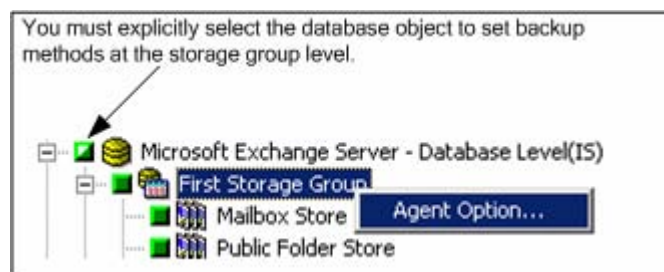 You must explicitly select the database object to set backup
methods at the storage group level.
Microsoft Exchange Server - Database Level(IS)
First Storage Group
Agent Option...
Mailbox Store
Public Folder Store